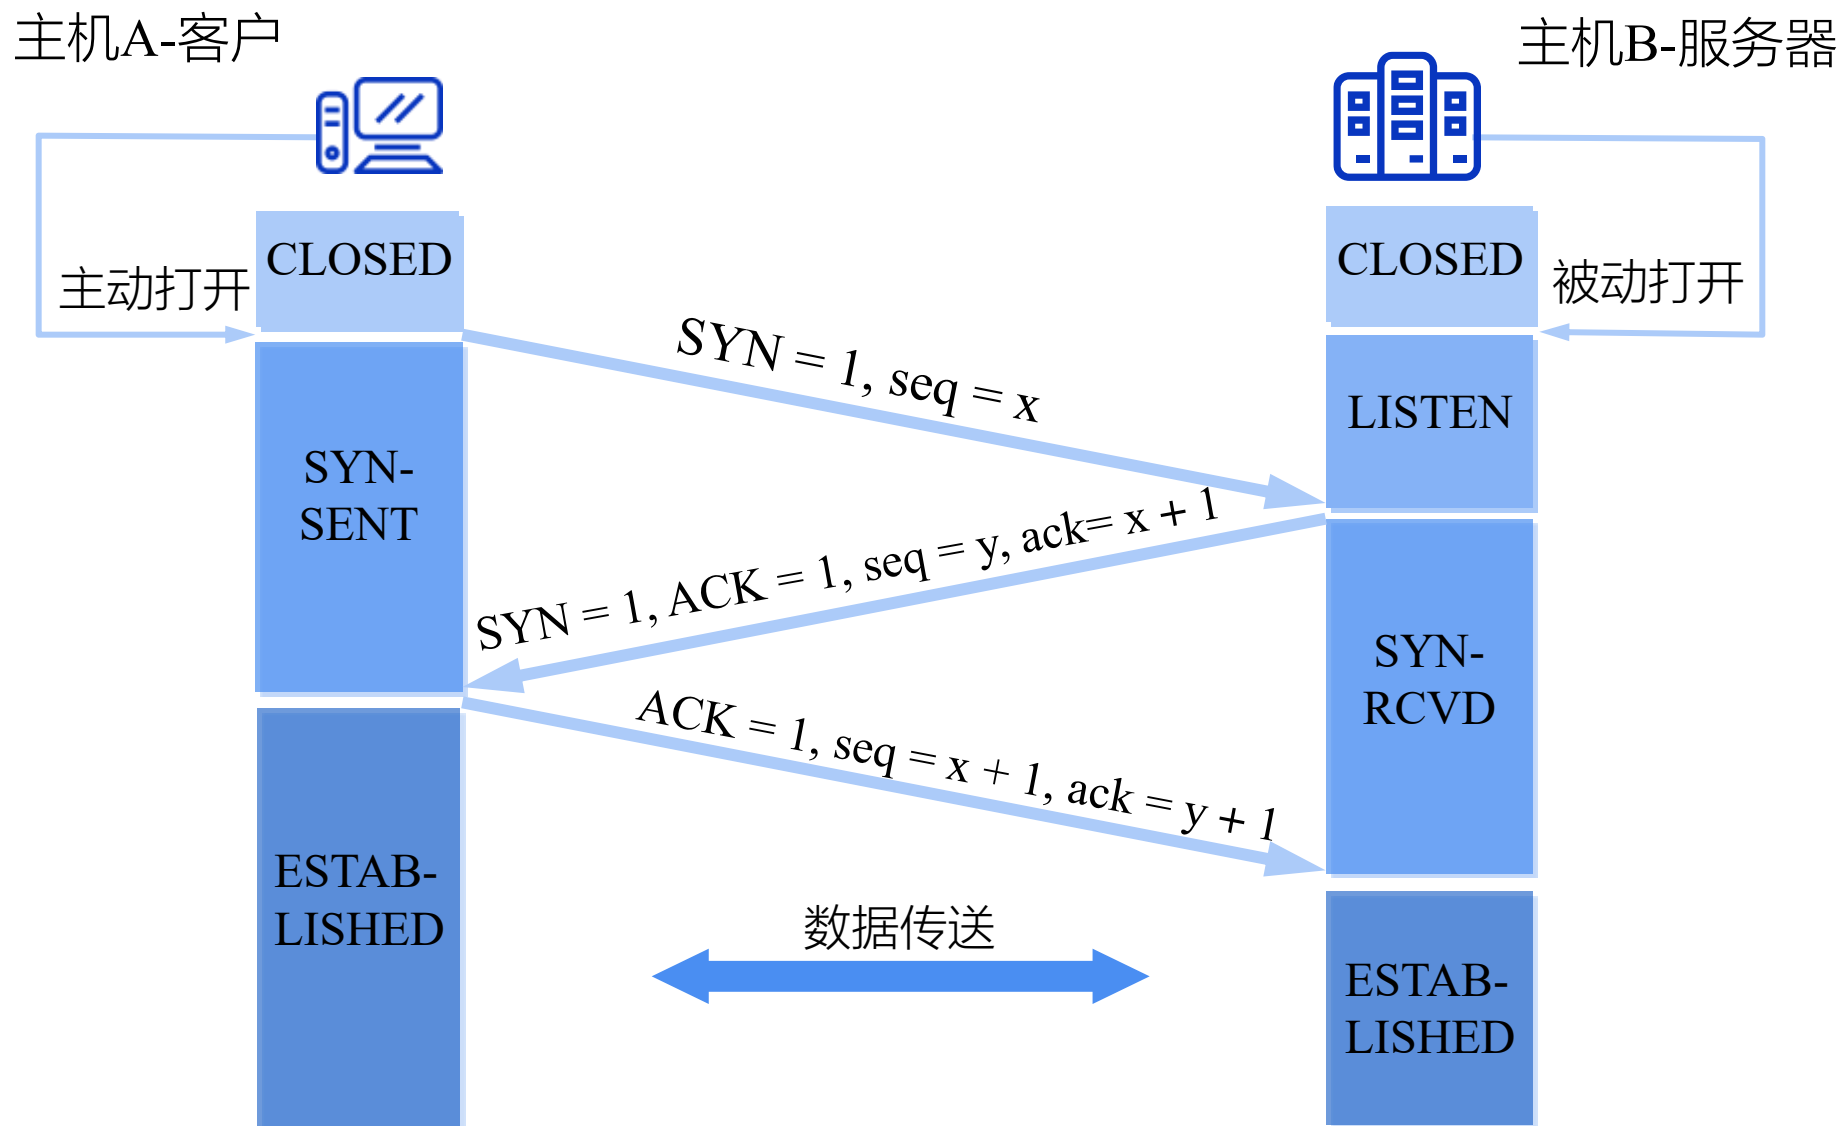 主机A-客户
主机B-服务器
CLOSED
CLOSED
主动打开
被动打开
SYN = 1, seq = x
LISTEN
SYN-
SENT
SYN = 1, ACK = 1, seq = y, ack= x + 1
SYN-
RCVD
ACK = 1, seq = x + 1, ack = y + 1
ESTAB-
LISHED
数据传送
ESTAB-
LISHED